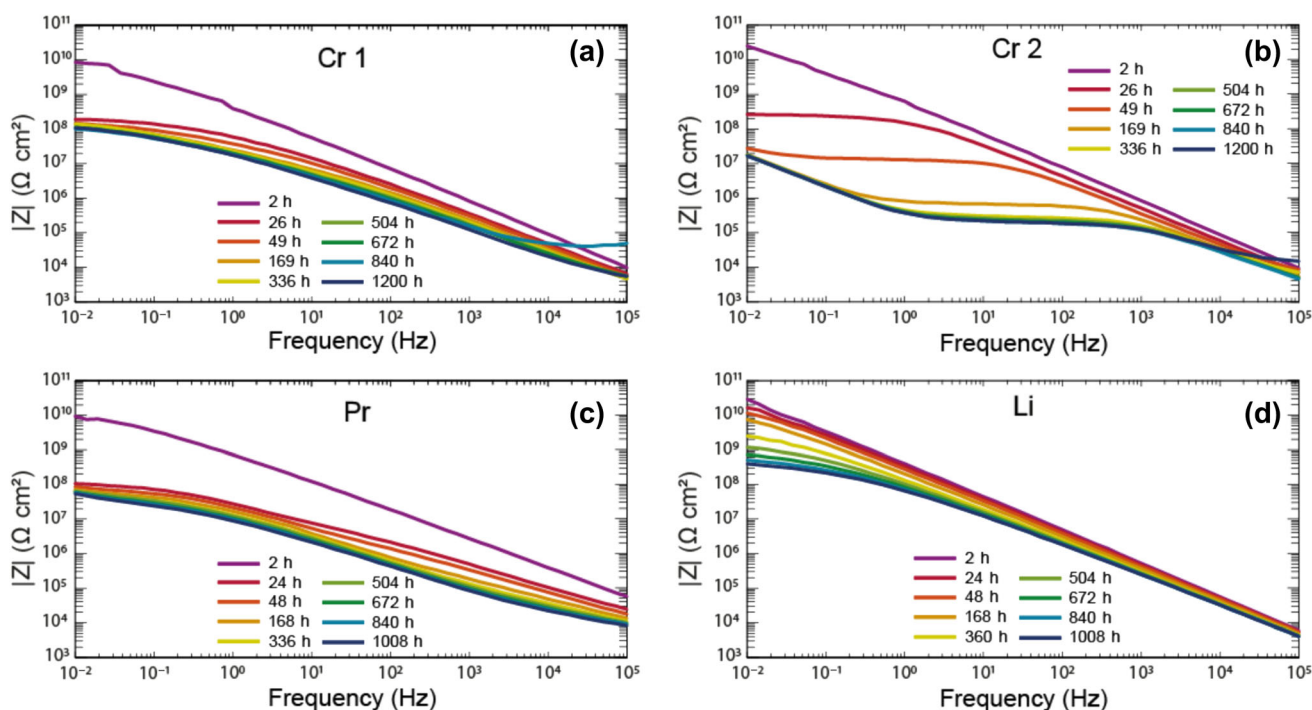 Cr 1
(a)
|Z| (Ω cm²)
10¹¹
10¹⁰
10⁹
10⁸
10⁷
10⁶
10⁵
10⁴
10³
2 h
26 h 504 h
49 h 672 h
169 h 840 h
336 h 1200 h
10⁻² 10⁻¹ 10⁰ 10¹ 10² 10³ 10⁴ 10⁵
Frequency (Hz)
Cr 2
(b)
|Z| (Ω cm²)
10¹¹
10¹⁰
10⁹
10⁸
10⁷
10⁶
10⁵
10⁴
10³
2 h
26 h 504 h
49 h 672 h
169 h 840 h
336 h 1200 h
10⁻² 10⁻¹ 10⁰ 10¹ 10² 10³ 10⁴ 10⁵
Frequency (Hz)
Pr
(c)
|Z| (Ω cm²)
10¹¹
10¹⁰
10⁹
10⁸
10⁷
10⁶
10⁵
10⁴
10³
2 h
24 h 504 h
48 h 672 h
168 h 840 h
336 h 1008 h
10⁻² 10⁻¹ 10⁰ 10¹ 10² 10³ 10⁴ 10⁵
Frequency (Hz)
Li
(d)
|Z| (Ω cm²)
10¹¹
10¹⁰
10⁹
10⁸
10⁷
10⁶
10⁵
10⁴
10³
2 h
24 h 504 h
48 h 672 h
168 h 840 h
360 h 1008 h
10⁻² 10⁻¹ 10⁰ 10¹ 10² 10³ 10⁴ 10⁵
Frequency (Hz)